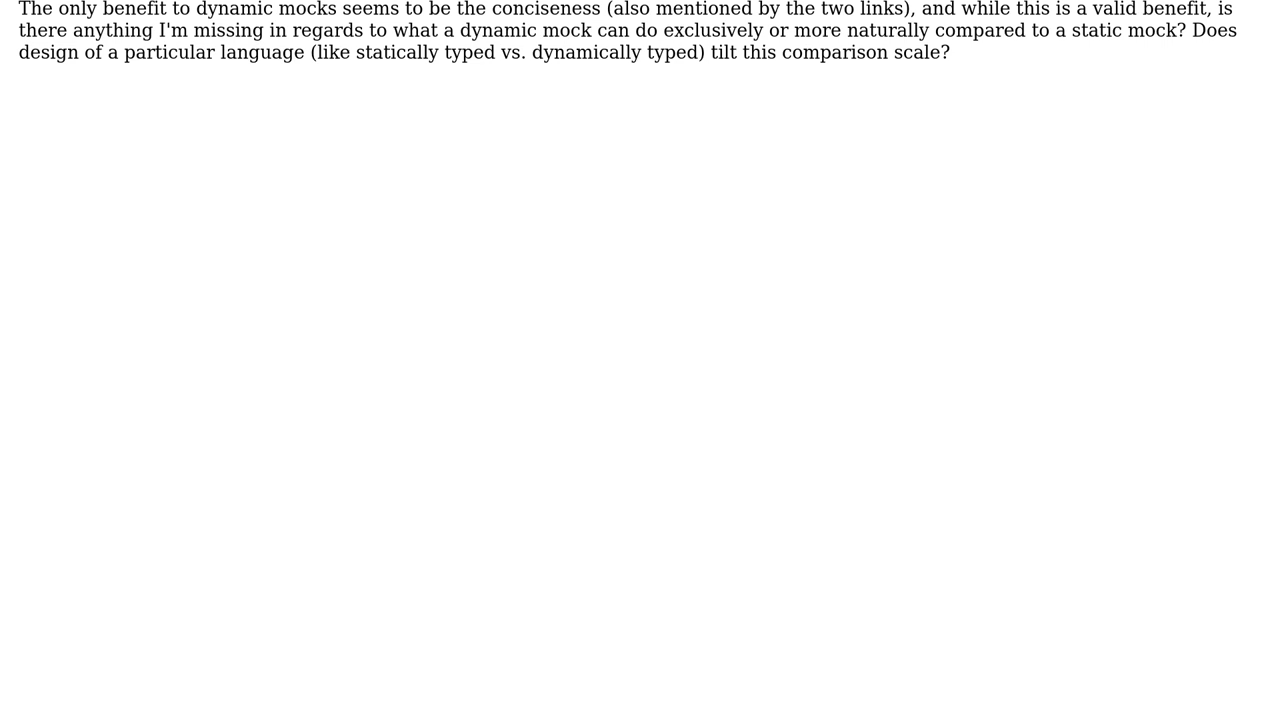 The only benefit to dynamic mocks seems to be the conciseness (also mentioned by the two links), and while this is a valid benefit, is
there anything I'm missing in regards to what a dynamic mock can do exclusively or more naturally compared to a static mock? Does
design of a particular language (like statically typed vs. dynamically typed) tilt this comparison scale?